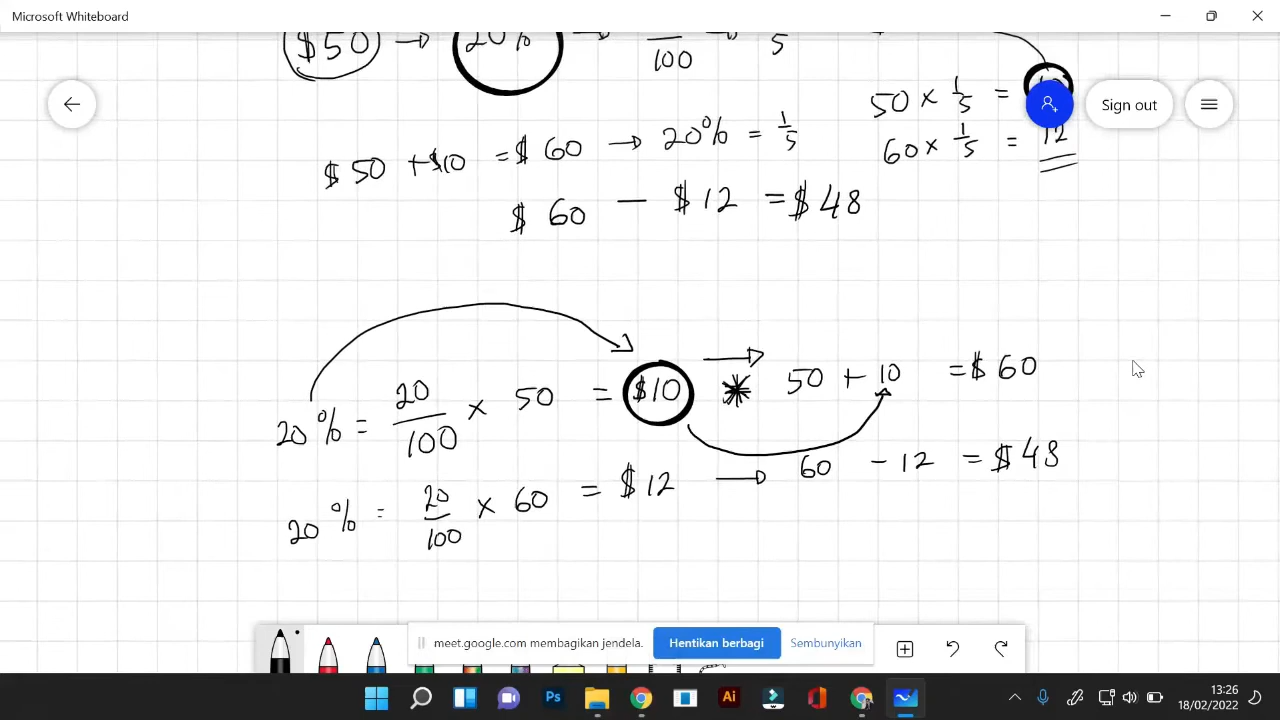 Microsoft Whiteboard
$50 → 20% →
100 → 5
50 × 1/5 =
Sign out
$50 + $10 = $60 → 20% = 1/5
60 × 1/5 = 12
$60 − $12 = $48
20% = 20/100 × 50 = $10 → * 50 + 10 = $60
20% = 20/100 × 60 = $12 → 60 − 12 = $48
meet.google.com membagikan jendela.
Hentikan berbagi
Sembunyikan
Ps
Ai
13:26
18/02/2022